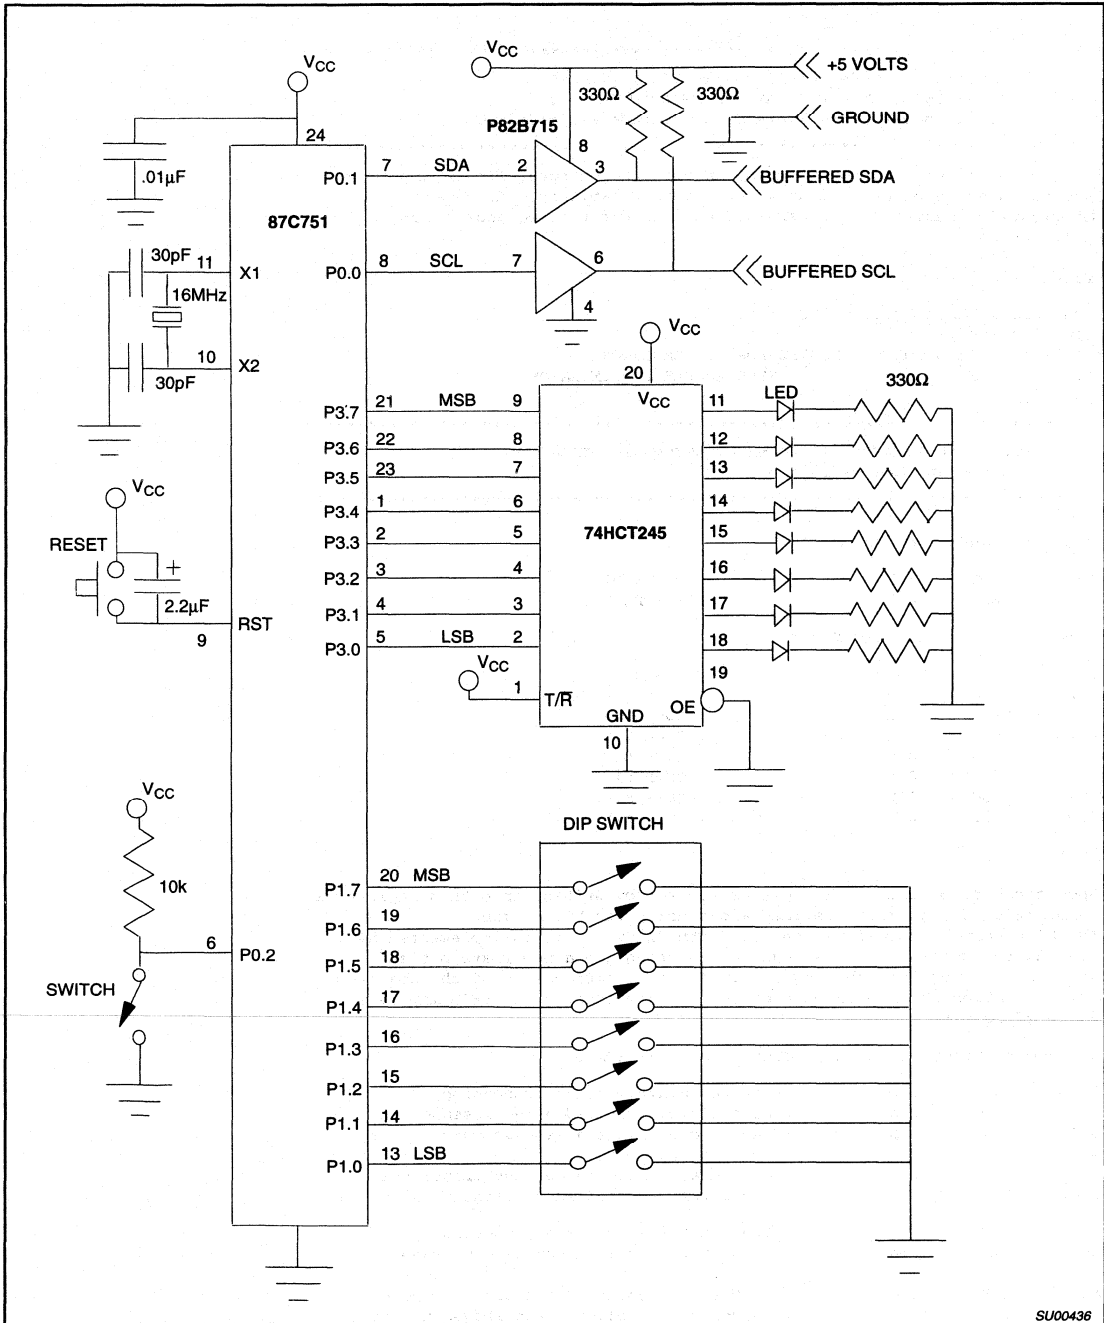 VCC
VCC
+5 VOLTS
330Ω
330Ω
GROUND
P82B715
24
8
.01µF
P0.1
7
SDA
2
3
BUFFERED SDA
87C751
30pF
11
X1
P0.0
8
SCL
7
6
BUFFERED SCL
16MHz
4
VCC
10
X2
30pF
20
VCC
LED
330Ω
P3.7
21
MSB
9
11
P3.6
22
8
12
P3.5
23
7
13
P3.4
1
6
14
VCC
RESET
+
2.2µF
P3.3
2
5
74HCT245
15
P3.2
3
4
16
P3.1
4
3
17
9
RST
P3.0
5
LSB
2
18
VCC
1
T/R̅
OE
19
GND
10
VCC
10k
DIP SWITCH
P1.7
20
MSB
P1.6
19
6
P0.2
P1.5
18
SWITCH
P1.4
17
P1.3
16
P1.2
15
P1.1
14
P1.0
13
LSB
SU00436